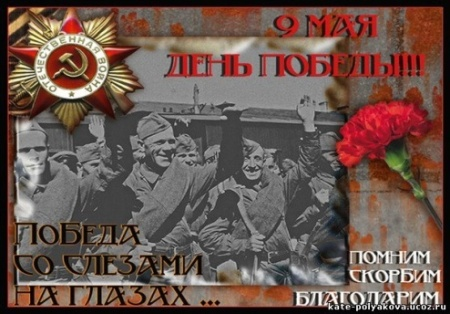 9 МАЯ
ДЕНЬ ПОБЕДЫ!!!
ОТЕЧЕСТВЕННАЯ ВОЙНА
ПОБЕДА
СО СЛЕЗАМИ
НА ГЛАЗАХ ...
ПОМНИМ
СКОРБИМ
БЛАГОДАРИМ
kate-polyakova.ucoz.ru